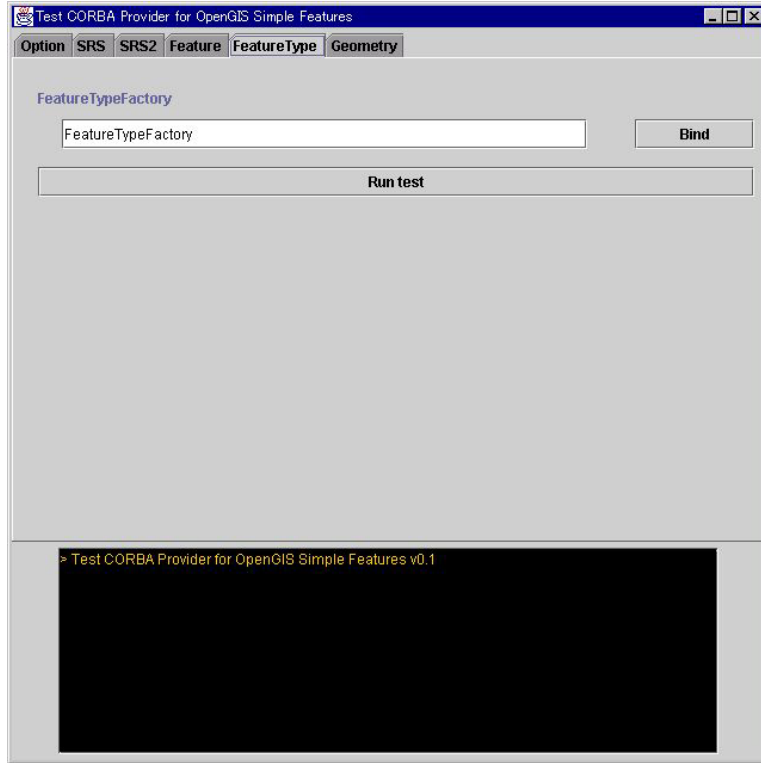 Test CORBA Provider for OpenGIS Simple Features
Option SRS SRS2 Feature FeatureType Geometry
FeatureTypeFactory
FeatureTypeFactory Bind
Run test
> Test CORBA Provider for OpenGIS Simple Features v0.1